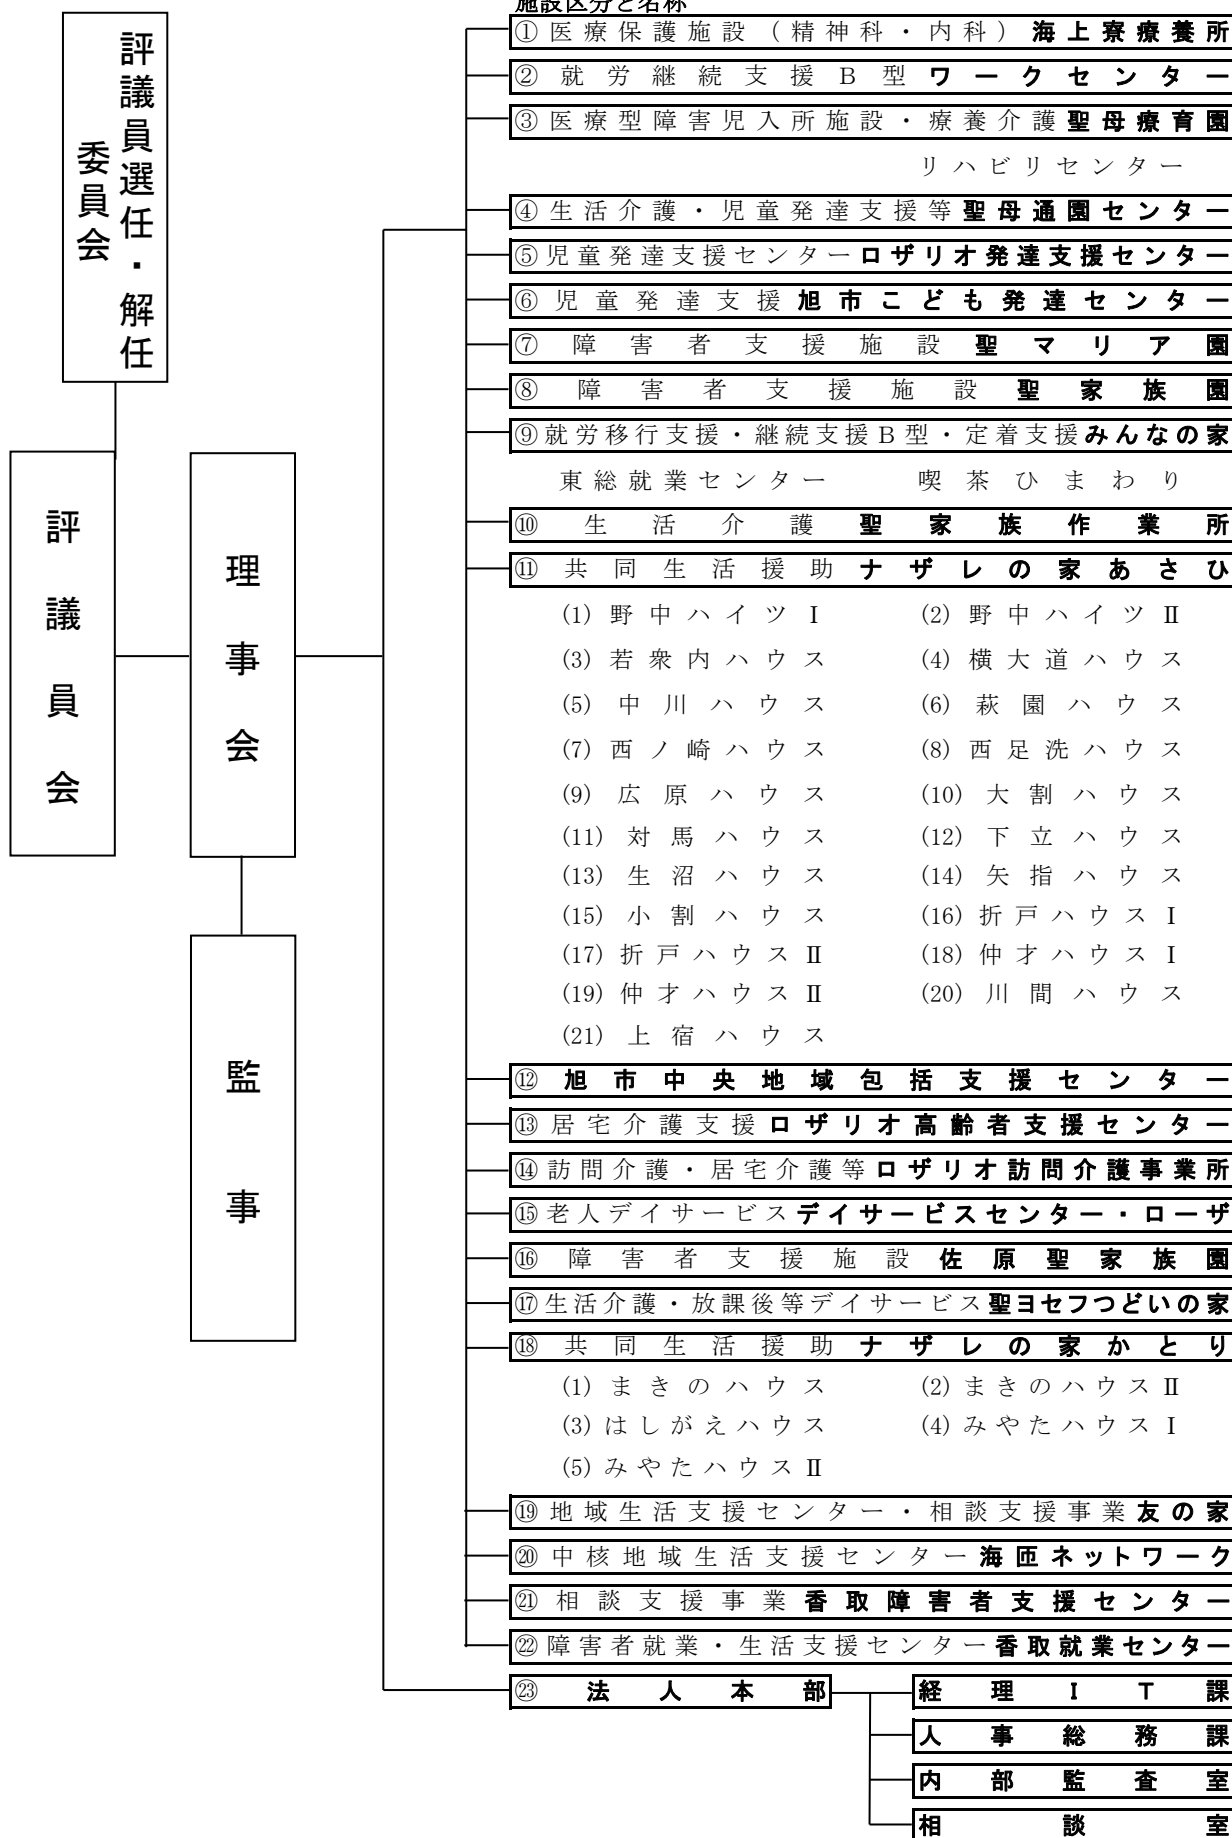 施設区分と名称
評議員選任・解任
委員会
評議員会
理事会
監事
①医療保護施設（精神科・内科）海上寮療養所
②就労継続支援B型ワークセンター
③医療型障害児入所施設・療養介護聖母療育園
リハビリセンター
④生活介護・児童発達支援等聖母通園センター
⑤児童発達支援センターロザリオ発達支援センター
⑥児童発達支援旭市こども発達センター
⑦障害者支援施設聖マリア園
⑧障害者支援施設聖家族園
⑨就労移行支援・継続支援B型・定着支援みんなの家
東総就業センター 喫茶ひまわり
⑩生活介護聖家族作業所
⑪共同生活援助ナザレの家あさひ
(1) 野中ハイツⅠ (2) 野中ハイツⅡ
(3) 若衆内ハウス (4) 横大道ハウス
(5) 中川ハウス (6) 萩園ハウス
(7) 西ノ崎ハウス (8) 西足洗ハウス
(9) 広原ハウス (10) 大割ハウス
(11) 対馬ハウス (12) 下立ハウス
(13) 生沼ハウス (14) 矢指ハウス
(15) 小割ハウス (16) 折戸ハウスⅠ
(17) 折戸ハウスⅡ (18) 仲才ハウスⅠ
(19) 仲才ハウスⅡ (20) 川間ハウス
(21) 上宿ハウス
⑫旭市中央地域包括支援センター
⑬居宅介護支援ロザリオ高齢者支援センター
⑭訪問介護・居宅介護等ロザリオ訪問介護事業所
⑮老人デイサービスデイサービスセンター・ローザ
⑯障害者支援施設佐原聖家族園
⑰生活介護・放課後等デイサービス聖ヨセフつどいの家
⑱共同生活援助ナザレの家かとり
(1) まきのハウス (2) まきのハウスⅡ
(3) はしがえハウス (4) みやたハウスⅠ
(5) みやたハウスⅡ
⑲地域生活支援センター・相談支援事業友の家
⑳中核地域生活支援センター海匝ネットワーク
㉑相談支援事業香取障害者支援センター
㉒障害者就業・生活支援センター香取就業センター
㉓法人本部 経理IT課
人事総務課
内部監査室
相談室